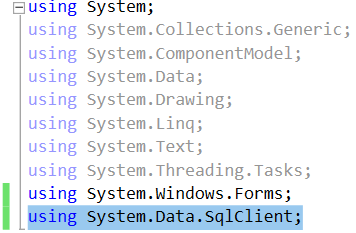 using System;
using System.Collections.Generic;
using System.ComponentModel;
using System.Data;
using System.Drawing;
using System.Linq;
using System.Text;
using System.Threading.Tasks;
using System.Windows.Forms;
using System.Data.SqlClient;